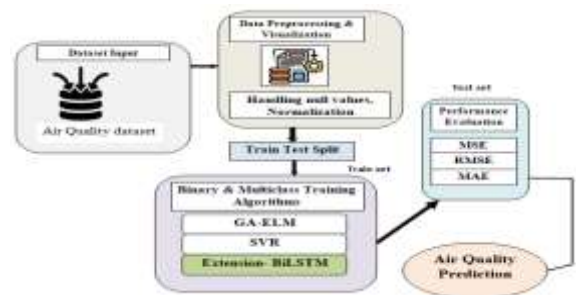 Dataset Input
Air Quality dataset
Data Preprocessing &
Visualization
Handling null values,
Normalization
Train Test Split
Train set
Binary & Multiclass Training
Algorithms
GA-ELM
SVR
Extension- BiLSTM
Test set
Performance
Evaluation
MSE
RMSE
MAE
Air Quality
Prediction